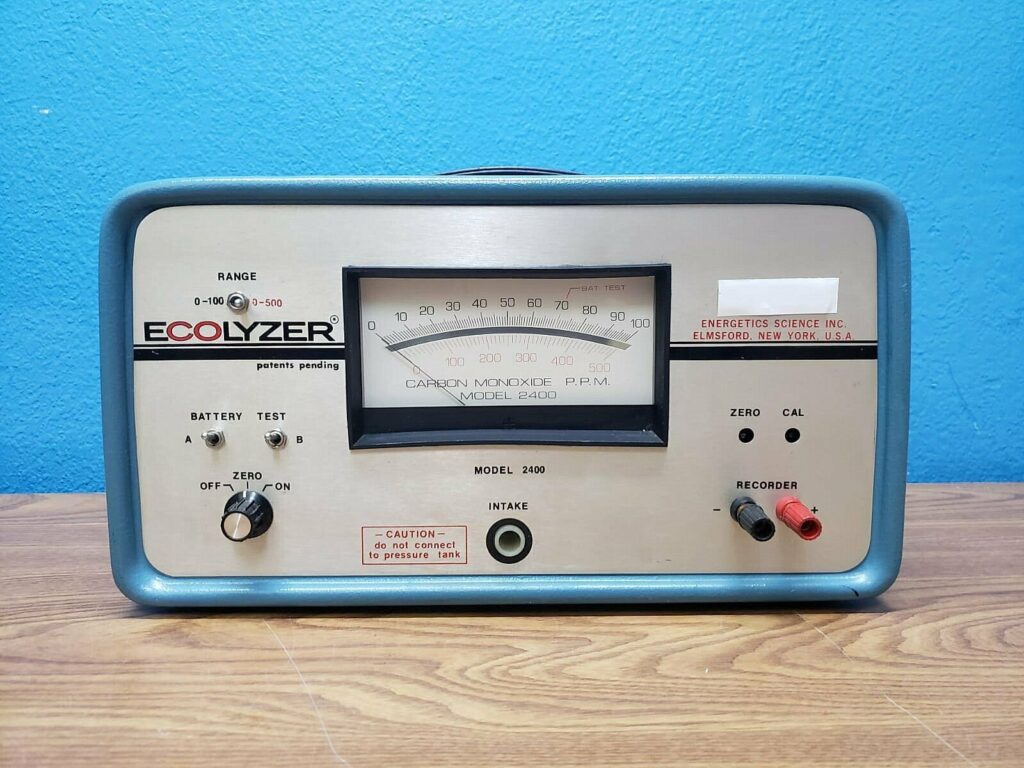 RANGE
0-100 0-500
ECOLYZER®
patents pending
BATTERY TEST
A B
ZERO
OFF ON
BAT. TEST
0 10 20 30 40 50 60 70 80 90 100
0 100 200 300 400 500
CARBON MONOXIDE P.P.M.
MODEL 2400
MODEL 2400
INTAKE
—CAUTION—
do not connect
to pressure tank
ENERGETICS SCIENCE INC.
ELMSFORD, NEW YORK, U.S.A.
ZERO CAL
RECORDER
- +